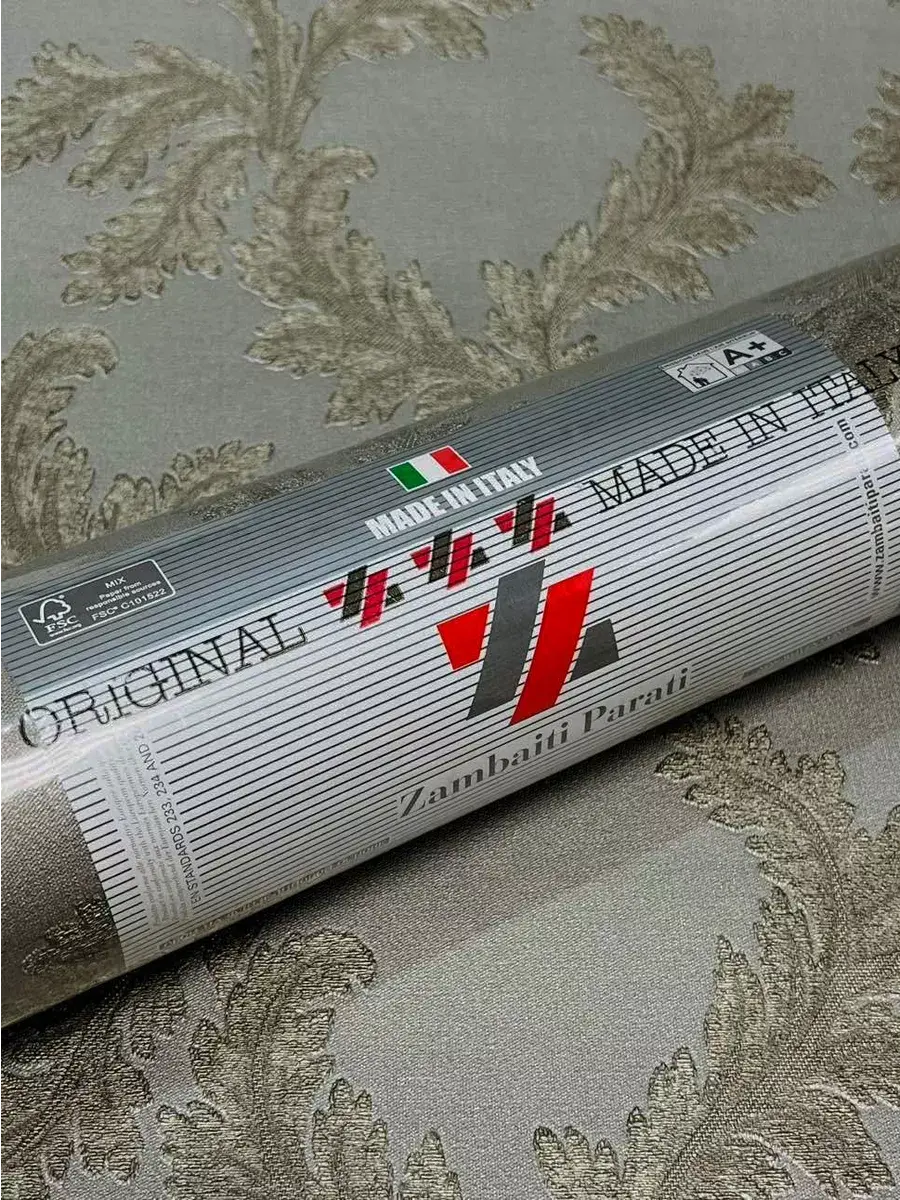 A+
A B C
MADE IN ITALY
ORIGINAL
MADE IN ITALY
MIX
Paper from
responsible sources
FSC® C101522
FSC
www.zambaitiparati.com
Zambaiti Parati
EN STANDARDS 233, 234 AND 2